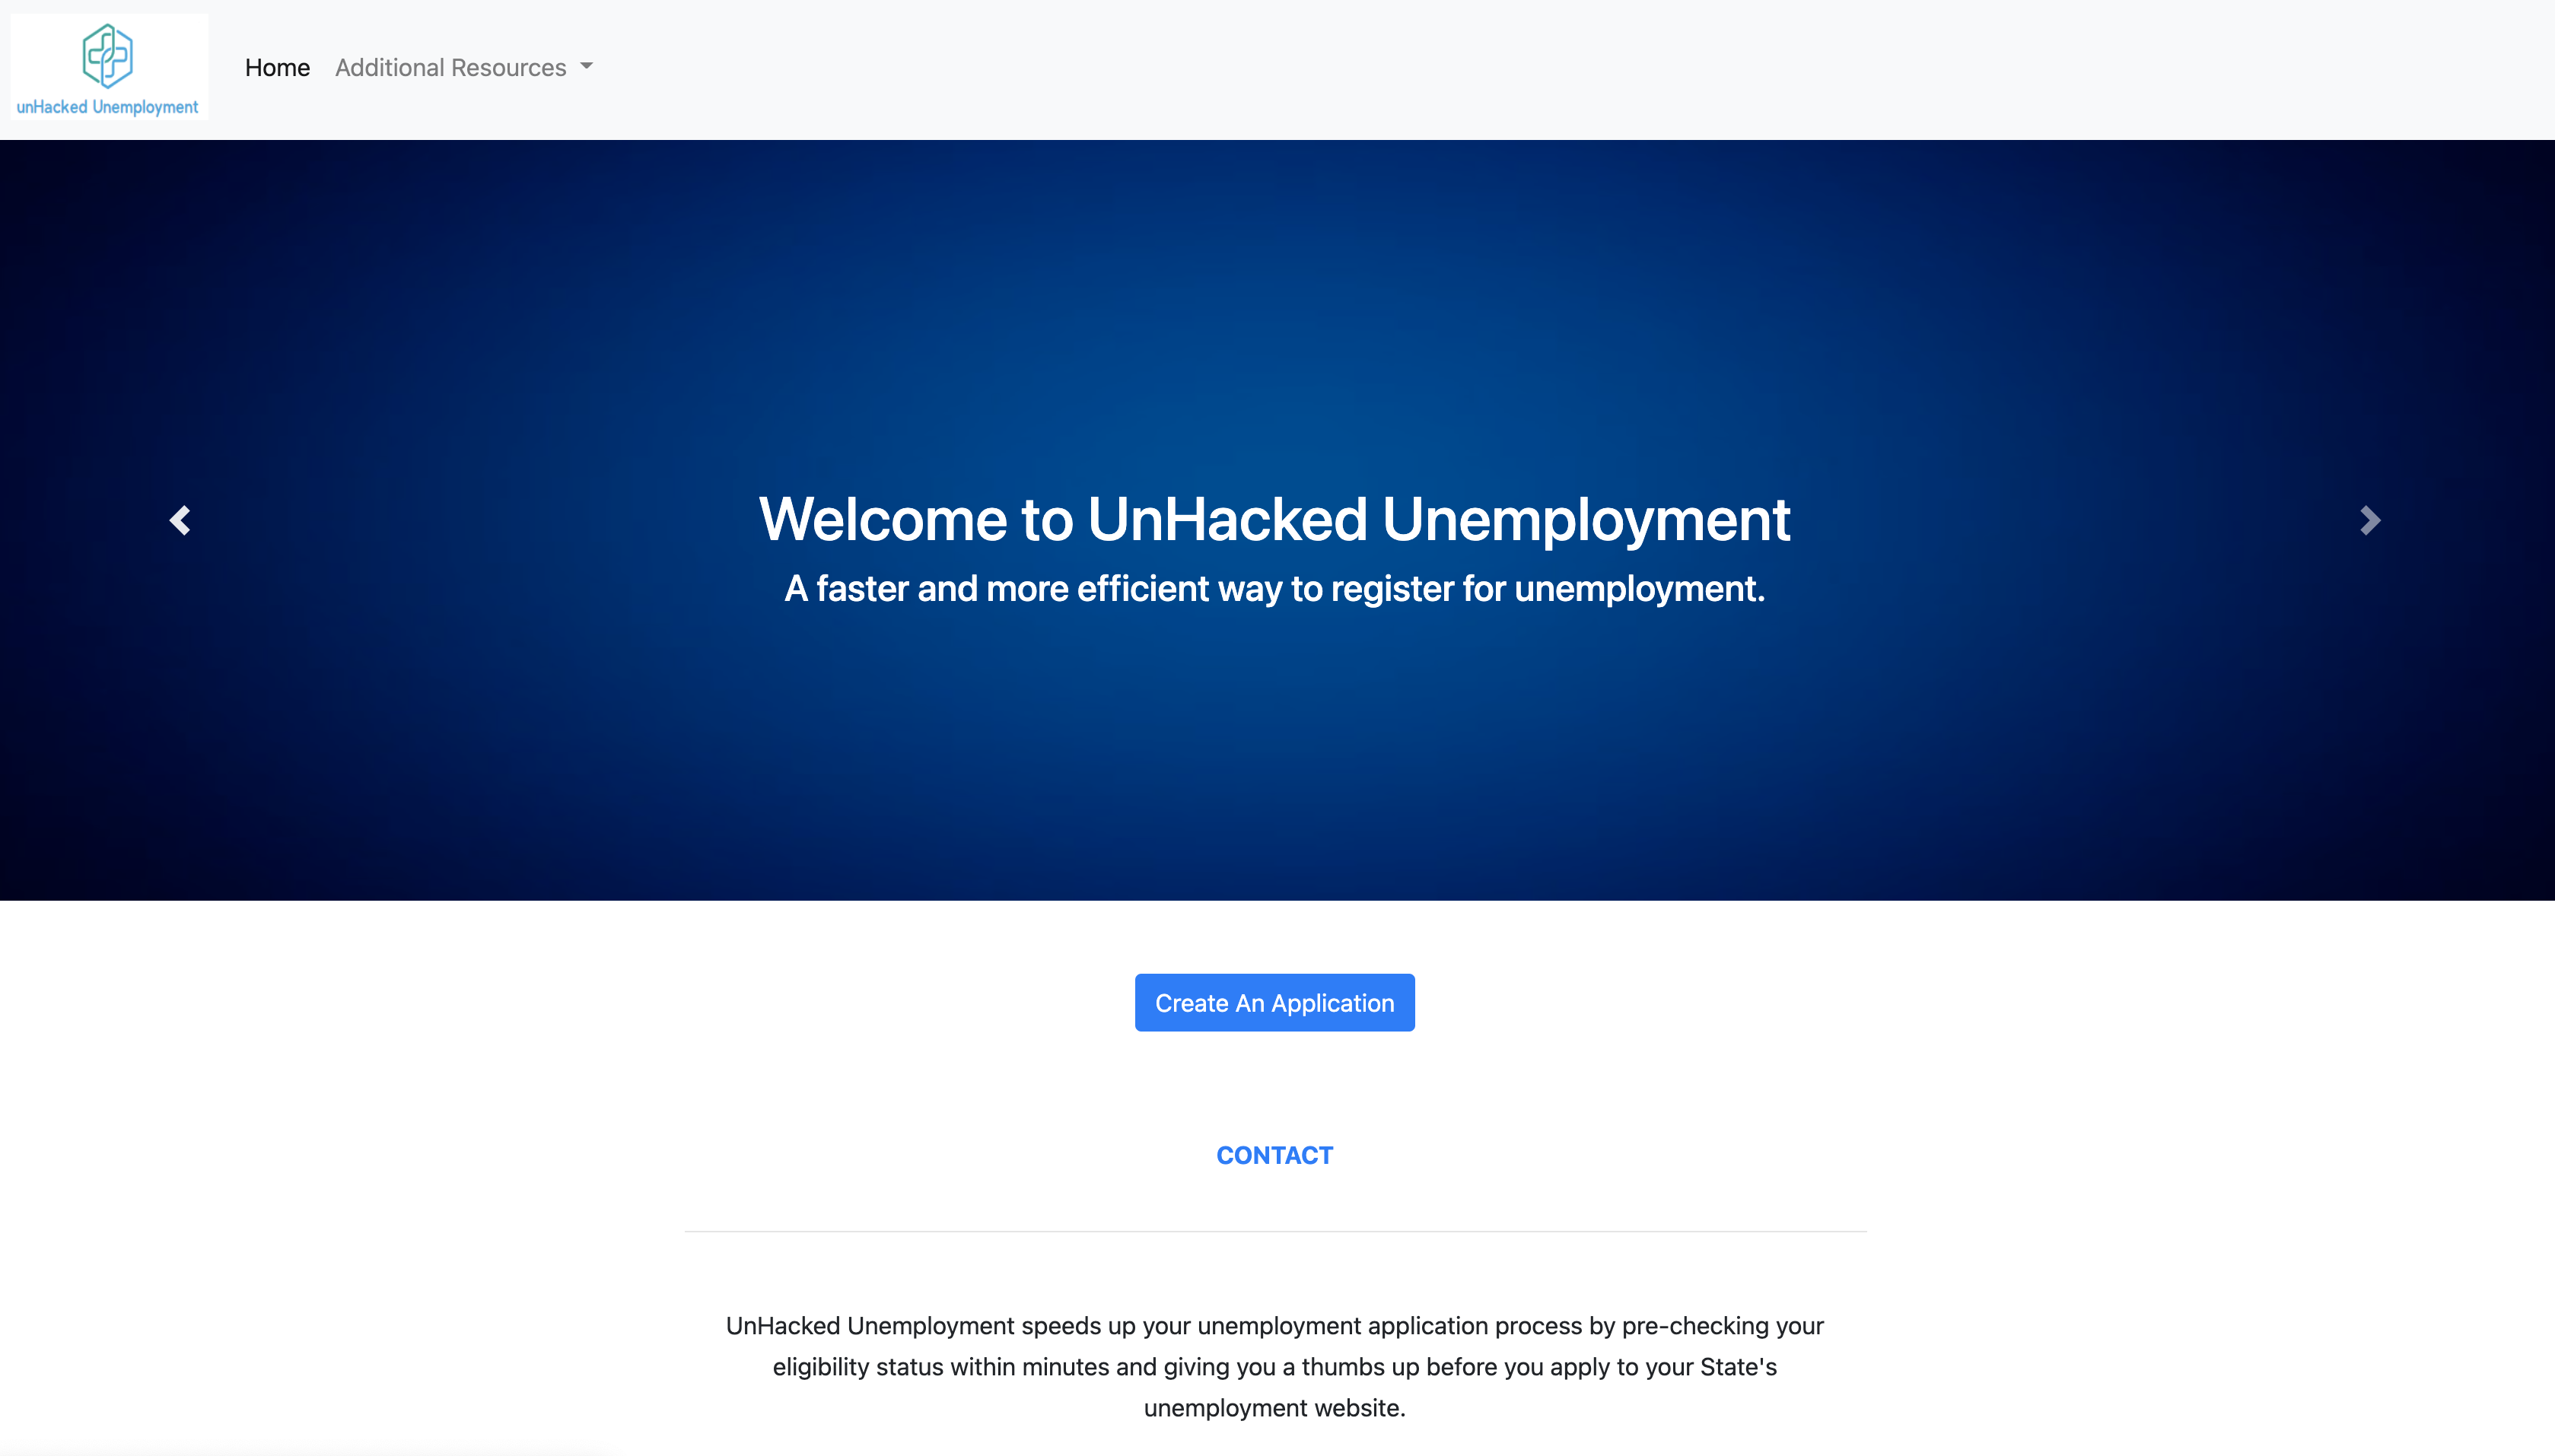 unHacked Unemployment
Home
Additional Resources
Welcome to UnHacked Unemployment
A faster and more efficient way to register for unemployment.
Create An Application
CONTACT
UnHacked Unemployment speeds up your unemployment application process by pre-checking your
eligibility status within minutes and giving you a thumbs up before you apply to your State's
unemployment website.